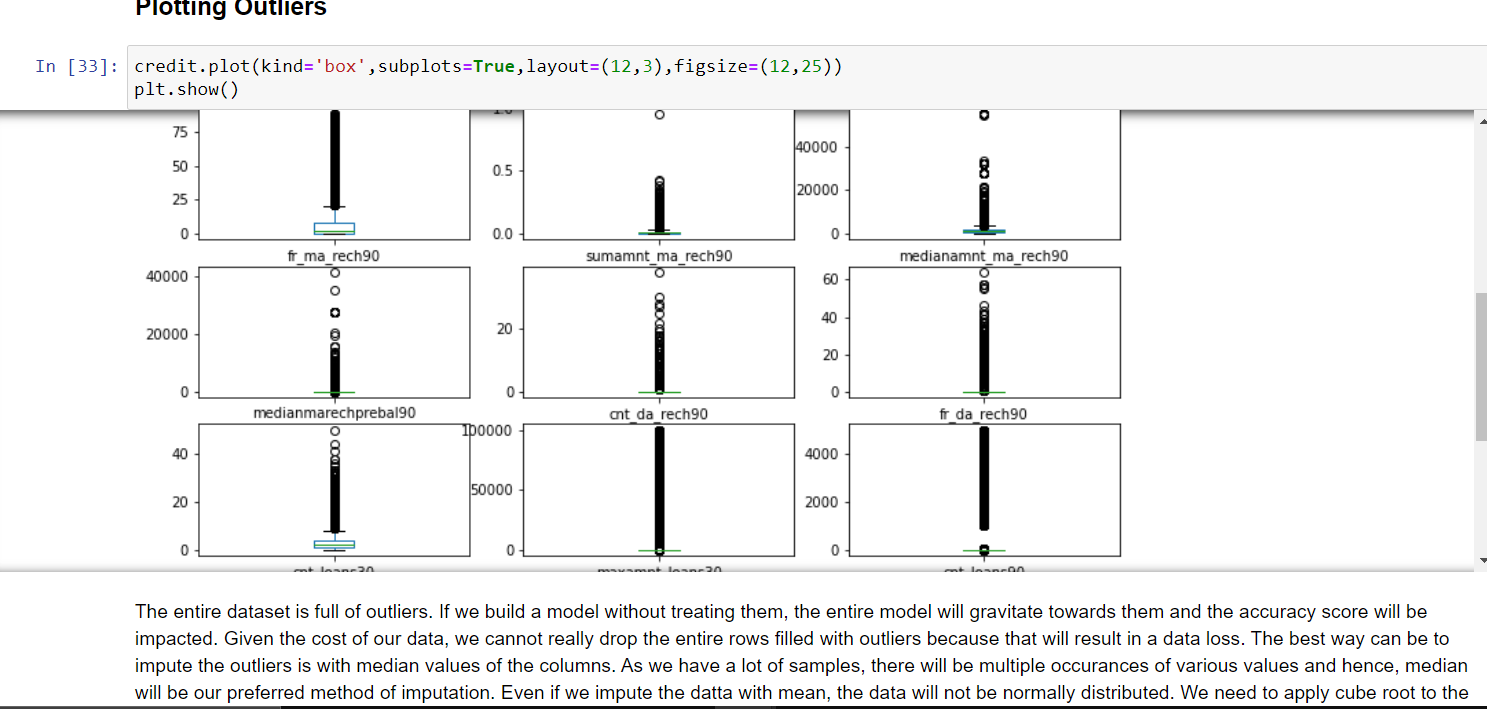 Plotting Outliers
In [33]: credit.plot(kind='box',subplots=True,layout=(12,3),figsize=(12,25))
plt.show()
75
50
25
0
fr_ma_rech90
1.0
0.5
0.0
sumamnt_ma_rech90
40000
20000
0
medianamnt_ma_rech90
40000
20000
0
medianmarechprebal90
20
0
cnt_da_rech90
60
40
20
0
fr_da_rech90
40
20
0
cnt_loans30
100000
50000
0
maxamnt_loans30
4000
2000
0
cnt_loans90
The entire dataset is full of outliers. If we build a model without treating them, the entire model will gravitate towards them and the accuracy score will be
impacted. Given the cost of our data, we cannot really drop the entire rows filled with outliers because that will result in a data loss. The best way can be to
impute the outliers is with median values of the columns. As we have a lot of samples, there will be multiple occurances of various values and hence, median
will be our preferred method of imputation. Even if we impute the datta with mean, the data will not be normally distributed. We need to apply cube root to the